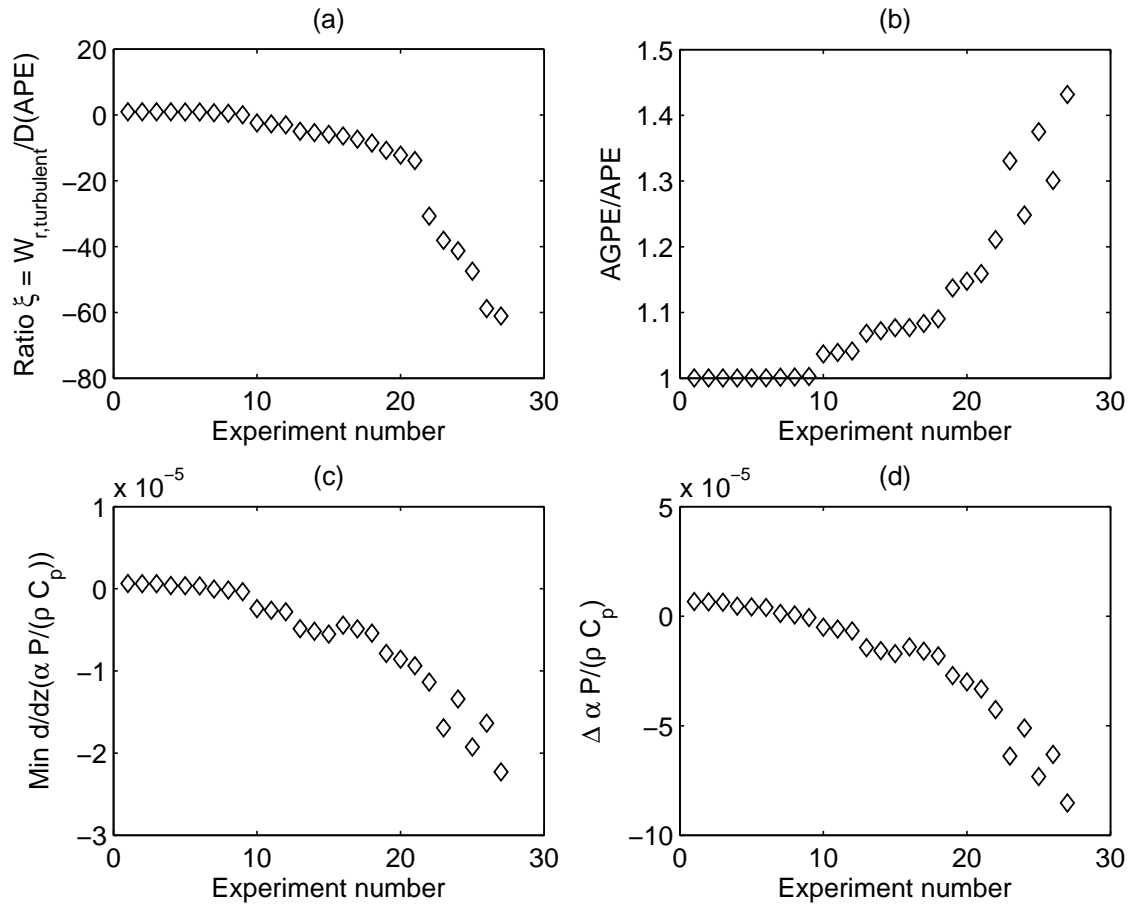 (a)
20
0
−20
−40
−60
−80
Ratio ξ = W_{r,turbulent}/D(APE)
0
10
20
30
Experiment number
(b)
1.5
1.4
1.3
1.2
1.1
1
AGPE/APE
0
10
20
30
Experiment number
(c)
x 10^{−5}
1
0
−1
−2
−3
Min d/dz(α P/(ρ C_p))
0
10
20
30
Experiment number
(d)
x 10^{−5}
5
0
−5
−10
Δ α P/(ρ C_p)
0
10
20
30
Experiment number